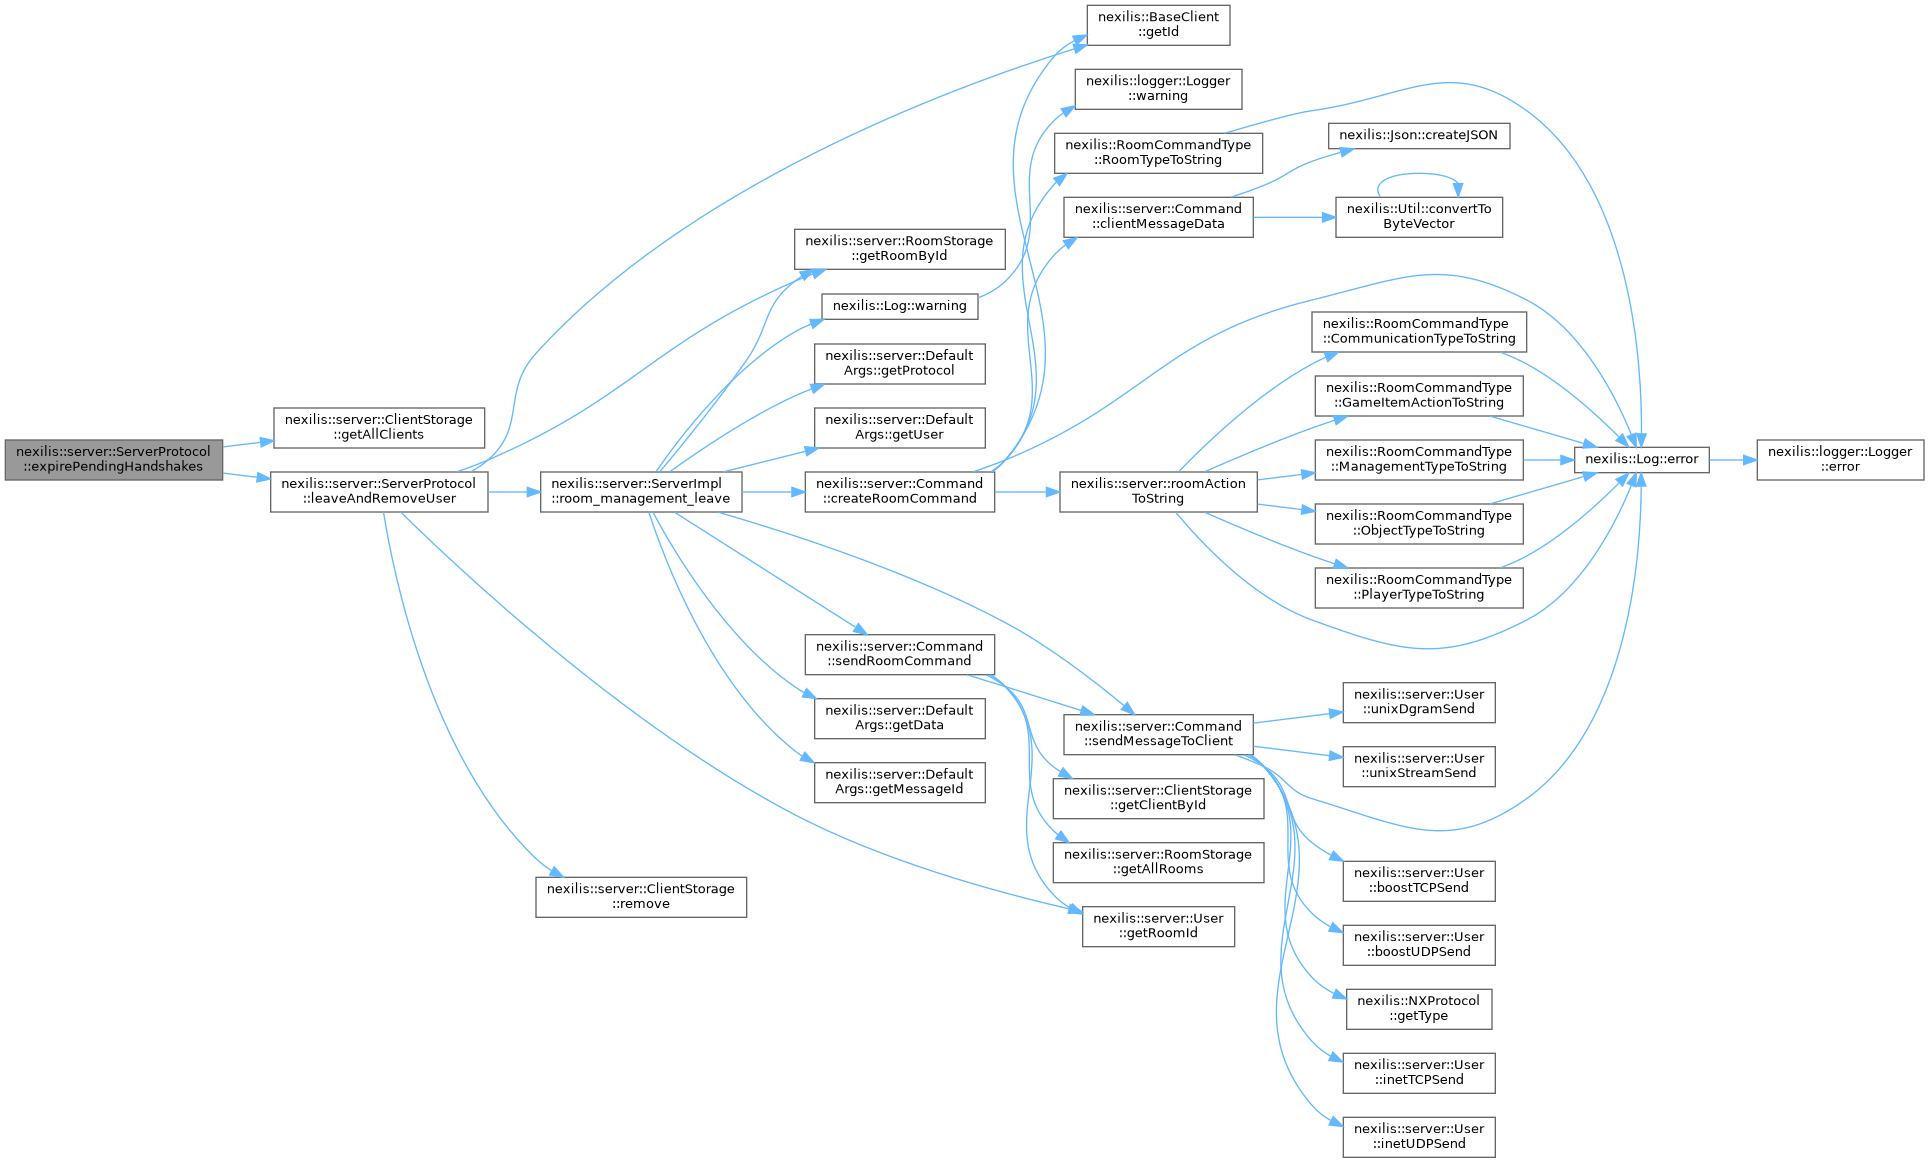 nexilis::server::ServerProtocol
::expirePendingHandshakes
nexilis::server::ClientStorage
::getAllClients
nexilis::server::ServerProtocol
::leaveAndRemoveUser
nexilis::server::ServerImpl
::room_management_leave
nexilis::server::ClientStorage
::remove
nexilis::server::RoomStorage
::getRoomById
nexilis::Log::warning
nexilis::server::Default
Args::getProtocol
nexilis::server::Default
Args::getUser
nexilis::server::Command
::createRoomCommand
nexilis::server::Command
::sendRoomCommand
nexilis::server::Default
Args::getData
nexilis::server::Default
Args::getMessageId
nexilis::BaseClient
::getId
nexilis::logger::Logger
::warning
nexilis::RoomCommandType
::RoomTypeToString
nexilis::server::Command
::clientMessageData
nexilis::server::roomAction
ToString
nexilis::server::Command
::sendMessageToClient
nexilis::server::ClientStorage
::getClientById
nexilis::server::RoomStorage
::getAllRooms
nexilis::server::User
::getRoomId
nexilis::Json::createJSON
nexilis::Util::convertTo
ByteVector
nexilis::RoomCommandType
::CommunicationTypeToString
nexilis::RoomCommandType
::GameItemActionToString
nexilis::RoomCommandType
::ManagementTypeToString
nexilis::RoomCommandType
::ObjectTypeToString
nexilis::RoomCommandType
::PlayerTypeToString
nexilis::server::User
::unixDgramSend
nexilis::server::User
::unixStreamSend
nexilis::server::User
::boostTCPSend
nexilis::server::User
::boostUDPSend
nexilis::NXProtocol
::getType
nexilis::server::User
::inetTCPSend
nexilis::server::User
::inetUDPSend
nexilis::Log::error
nexilis::logger::Logger
::error